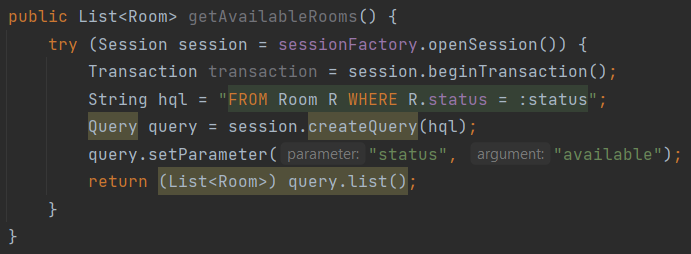 public List<Room> getAvailableRooms() {
try (Session session = sessionFactory.openSession()) {
Transaction transaction = session.beginTransaction();
String hql = "FROM Room R WHERE R.status = :status";
Query query = session.createQuery(hql);
query.setParameter( parameter: "status", argument: "available");
return (List<Room>) query.list();
}
}